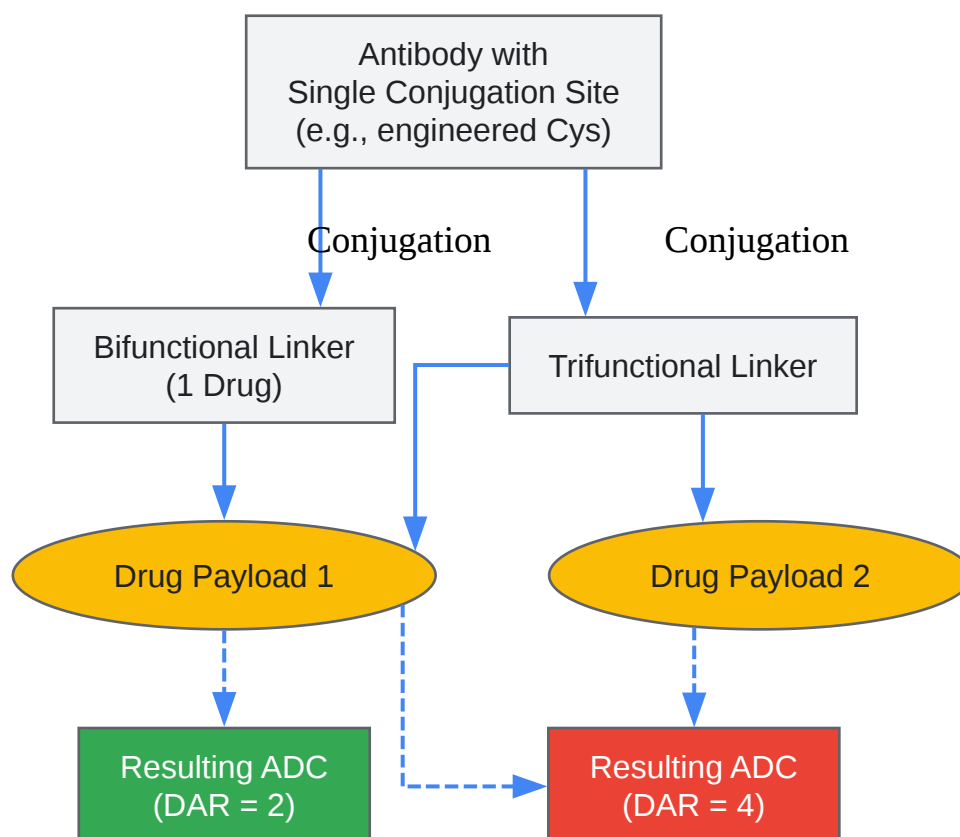 Antibody with
Single Conjugation Site
(e.g., engineered Cys)
Conjugation
Conjugation
Bifunctional Linker
(1 Drug)
Trifunctional Linker
Drug Payload 1
Drug Payload 2
Resulting ADC
(DAR = 2)
Resulting ADC
(DAR = 4)